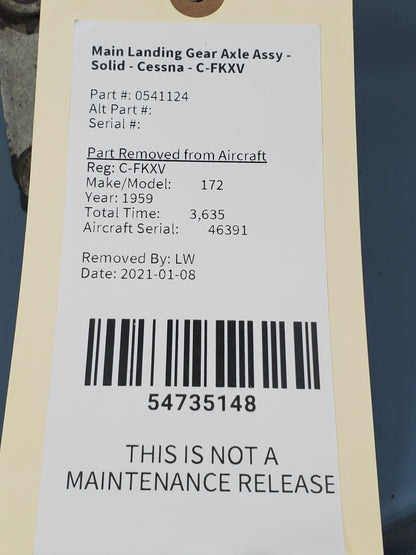 Main Landing Gear Axle Assy -
Solid - Cessna - C-FKXV
Part #: 0541124
Alt Part #:
Serial #:
Part Removed from Aircraft
Reg: C-FKXV
Make/Model: 172
Year: 1959
Total Time: 3,635
Aircraft Serial: 46391
Removed By: LW
Date: 2021-01-08
54735148
THIS IS NOT A
MAINTENANCE RELEASE